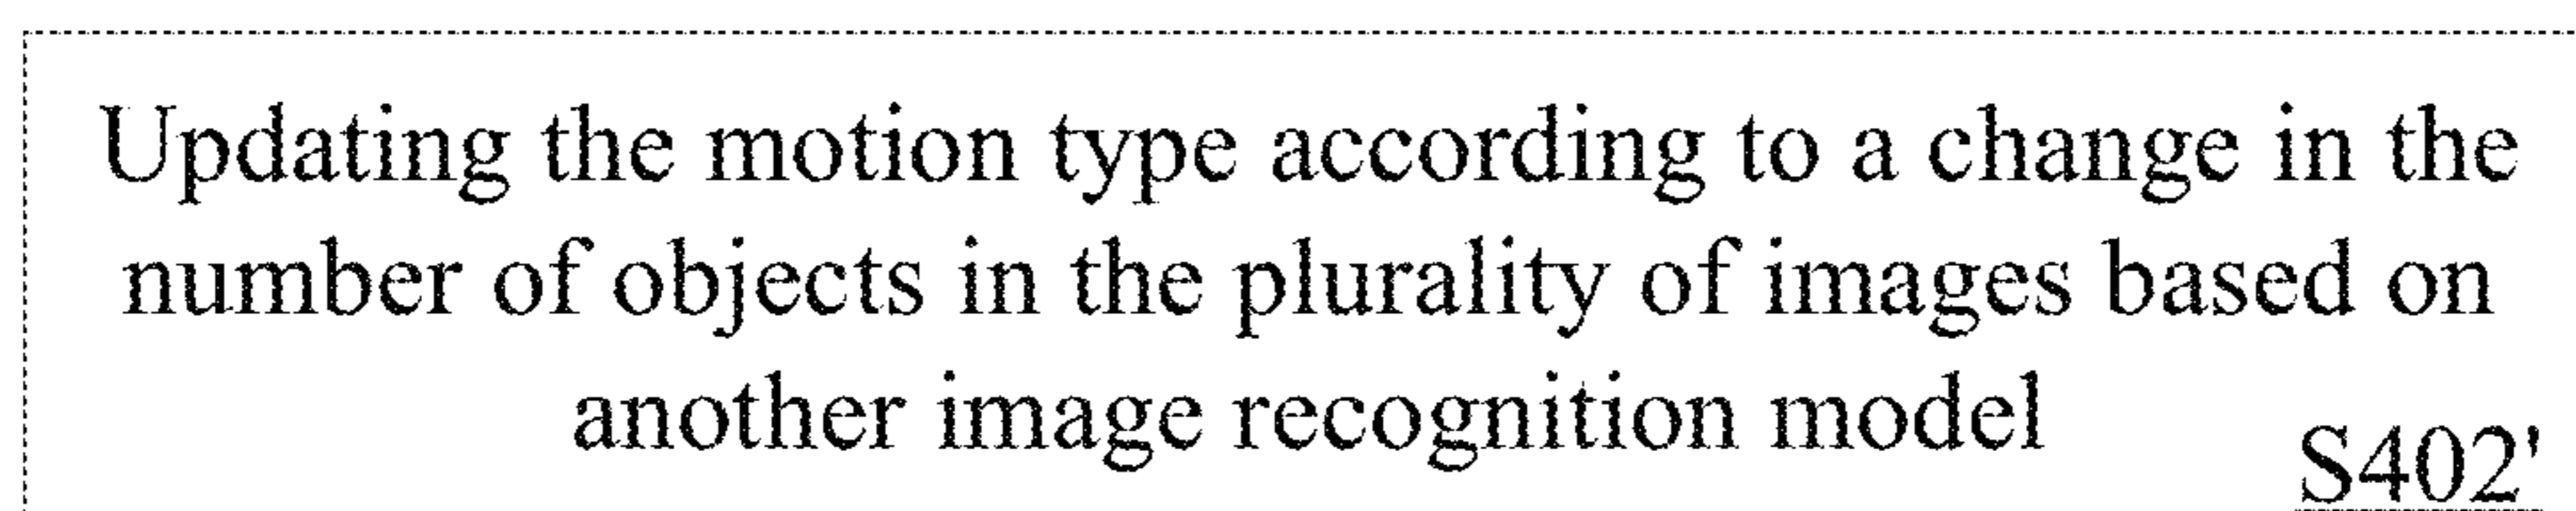 Updating the motion type according to a change in the
number of objects in the plurality of images based on
another image recognition model
S402'